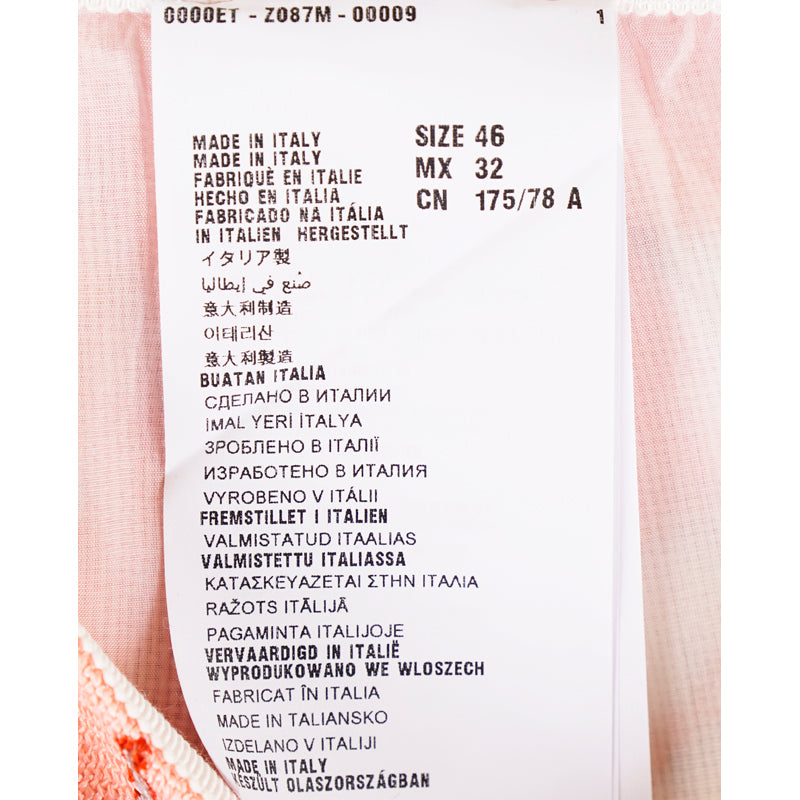 0000ET - Z087M - 00009 1
MADE IN ITALY
MADE IN ITALY
FABRIQUÈ EN ITALIE
HECHO EN ITALIA
FABRICADO NA ITÁLIA
IN ITALIEN HERGESTELLT
SIZE 46
MX 32
CN 175/78 A
イタリア製
صنع في إيطاليا
意大利制造
이태리산
意大利製造
BUATAN ITALIA
СДЕЛАНО В ИТАЛИИ
İMAL YERİ İTALYA
ЗРОБЛЕНО В ІТАЛІЇ
ИЗРАБОТЕНО В ИТАЛИЯ
VYROBENO V ITÁLII
FREMSTILLET I ITALIEN
VALMISTATUD ITAALIAS
VALMISTETTU ITALIASSA
ΚΑΤΑΣΚΕΥΑΖΕΤΑΙ ΣΤΗΝ ΙΤΑΛΙΑ
RAŽOTS ITĀLIJĀ
PAGAMINTA ITALIJOJE
VERVAARDIGD IN ITALIË
WYPRODUKOWANO WE WLOSZECH
FABRICAT ÎN ITALIA
MADE IN TALIANSKO
IZDELANO V ITALIJI
MADE IN ITALY
KÉSZÜLT OLASZORSZÁGBAN